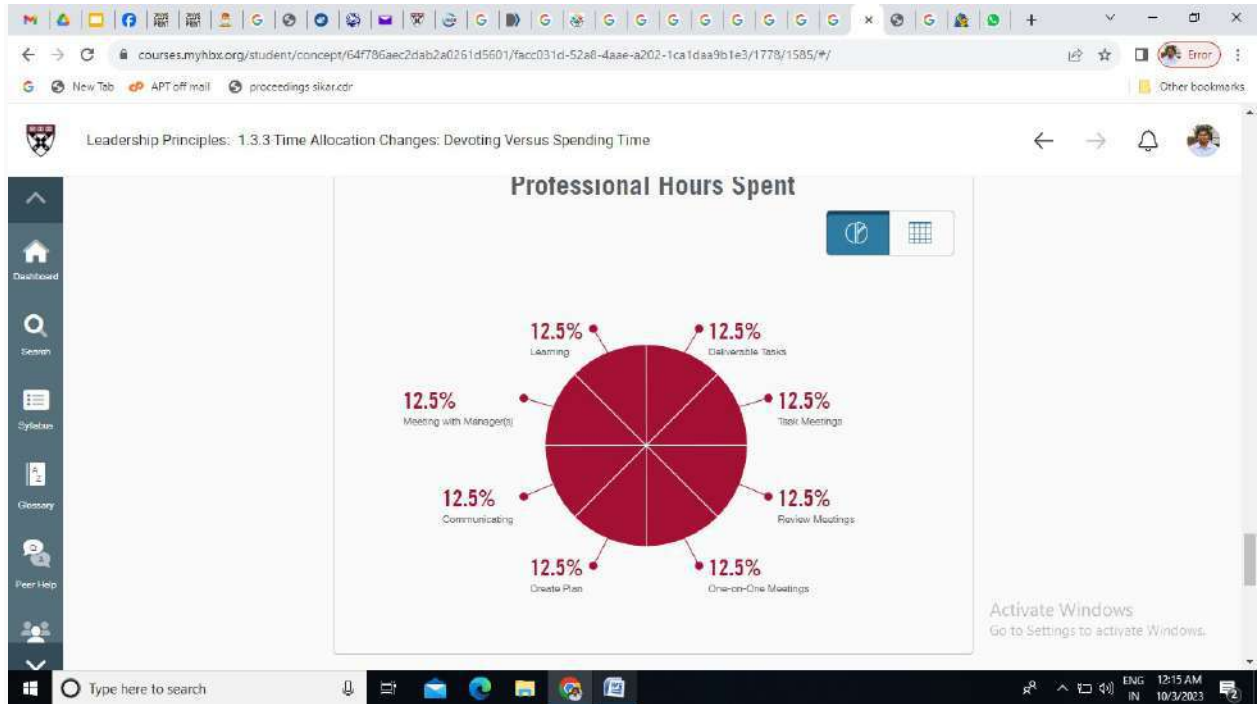 courses.myhbx.org/student/concept/64f786aec2dab2a0261d5601/facc031d-52a8-4aae-a202-1ca1daa9b1e3/1778/1585/#/
Error
New Tab
APT off mail
proceedings sikar.cdr
Other bookmarks
Leadership Principles: 1.3.3 Time Allocation Changes: Devoting Versus Spending Time
Professional Hours Spent
Dashboard
Search
Syllabus
Glossary
Peer Help
12.5%
Learning
12.5%
Deliverable Tasks
12.5%
Meeting with Manager(s)
12.5%
Task Meetings
12.5%
Communicating
12.5%
Review Meetings
12.5%
Create Plan
12.5%
One-on-One Meetings
Activate Windows
Go to Settings to activate Windows.
Type here to search
ENG
IN
12:15 AM
10/3/2023
2